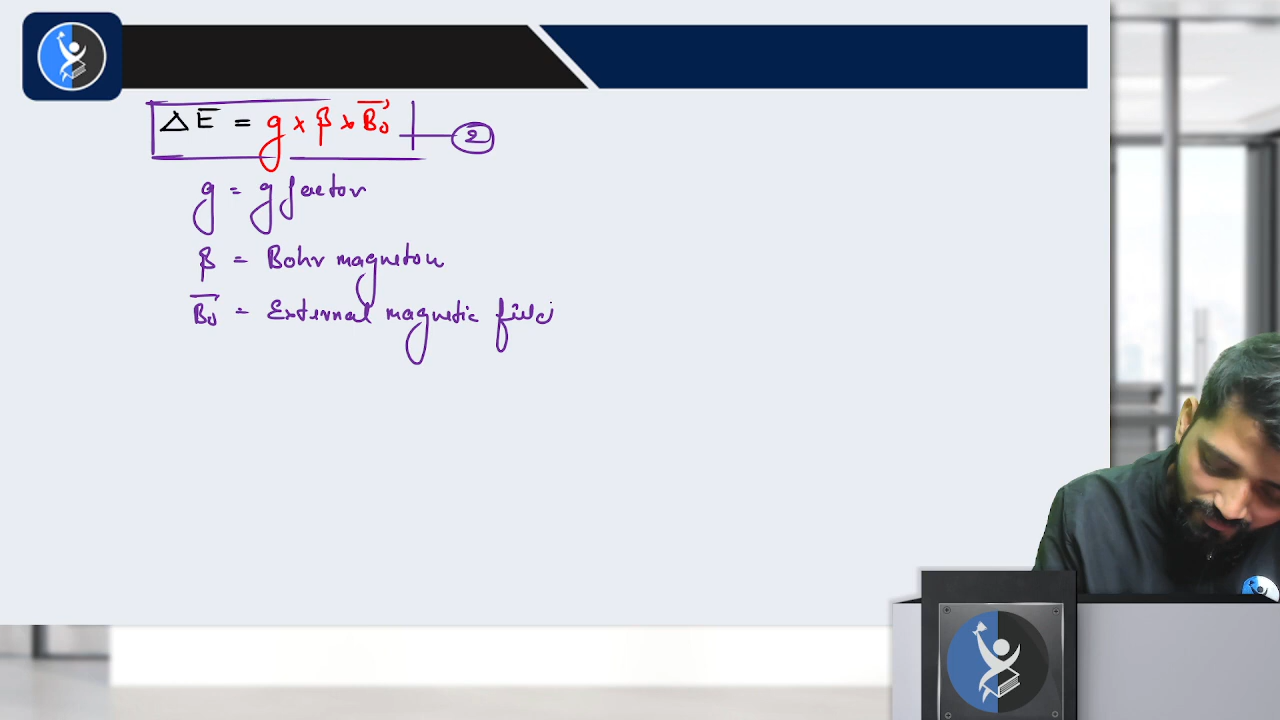 ΔE = g × β × B₀ — ②
g = g factor
β = Bohr magneton
B₀ = External magnetic field